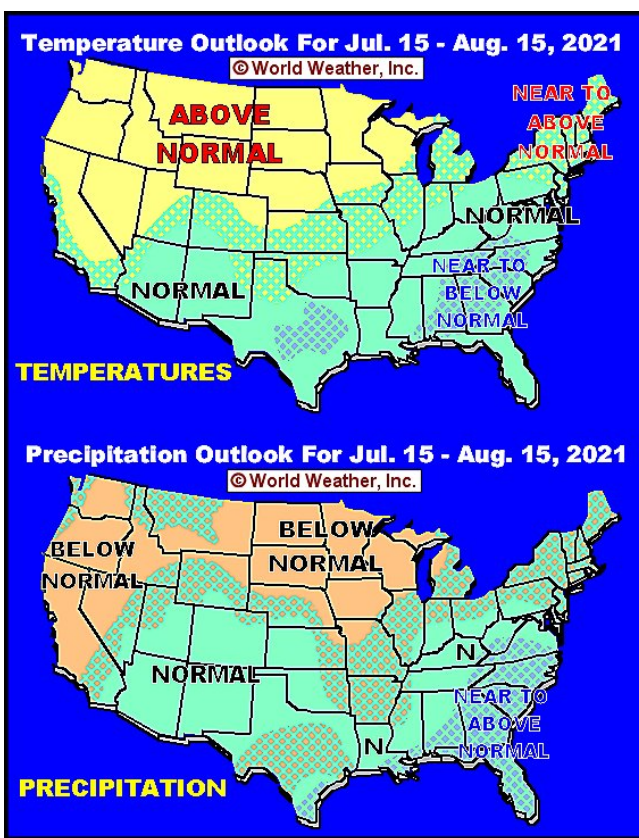 Temperature Outlook For Jul. 15 - Aug. 15, 2021
© World Weather, Inc.
ABOVE
NORMAL
NEAR TO
ABOVE
NORMAL
NORMAL
NEAR TO
BELOW
NORMAL
NORMAL
TEMPERATURES
Precipitation Outlook For Jul. 15 - Aug. 15, 2021
© World Weather, Inc.
BELOW
NORMAL
BELOW
NORMAL
N
NORMAL
NEAR TO
ABOVE
NORMAL
N
PRECIPITATION